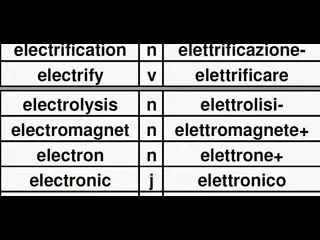 electrification n elettrificazione-
electrify v elettrificare
electrolysis n elettrolisi-
electromagnet n elettromagnete+
electron n elettrone+
electronic j elettronico